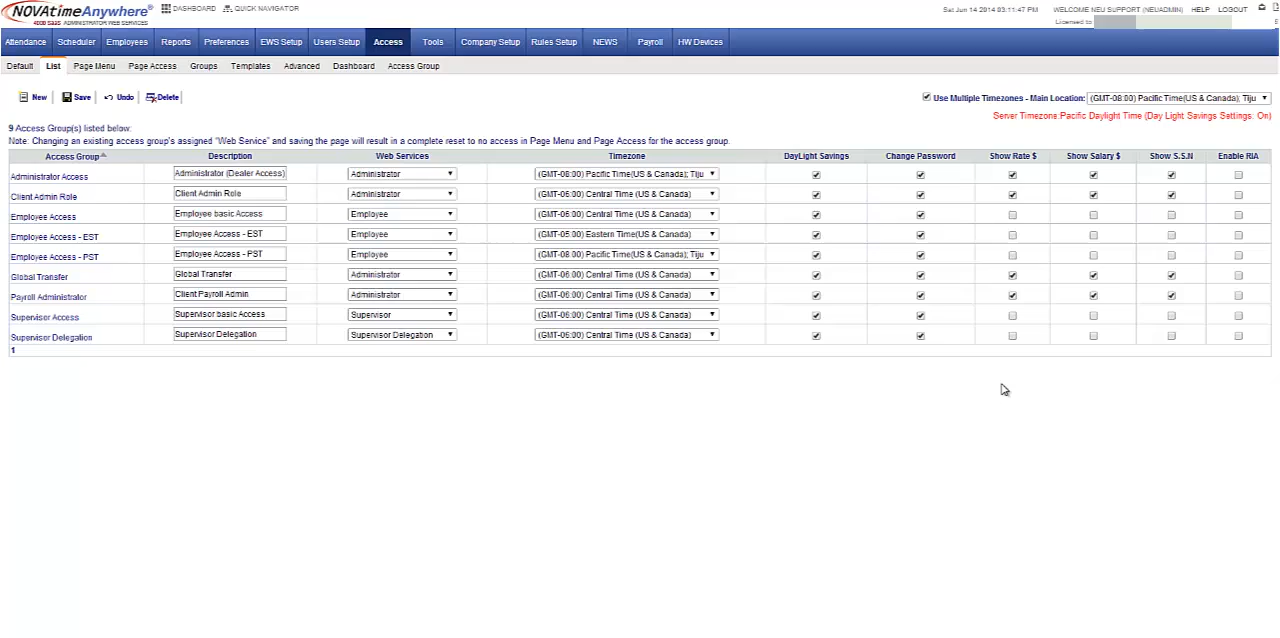 NOVAtimeAnywhere®
4000 SAAS ADMINISTRATOR WEB SERVICES
DASHBOARD QUICK NAVIGATOR
Sat Jun 14 2014 03:11:47 PM WELCOME NEU SUPPORT (NEUADMIN) HELP LOGOUT
Licensed to
Attendance Scheduler Employees Reports Preferences EWS Setup Users Setup Access Tools Company Setup Rules Setup NEWS Payroll HW Devices
Default List Page Menu Page Access Groups Templates Advanced Dashboard Access Group
New Save Undo Delete
Use Multiple Timezones - Main Location: (GMT-08:00) Pacific Time(US & Canada); Tiju
Server Timezone:Pacific Daylight Time (Day Light Savings Settings: On)
9 Access Group(s) listed below:
Note: Changing an existing access group's assigned "Web Service" and saving the page will result in a complete reset to no access in Page Menu and Page Access for the access group.
Access Group Description Web Services Timezone DayLight Savings Change Password Show Rate $ Show Salary $ Show S.S.N Enable RIA
Administrator Access Administrator (Dealer Access) Administrator (GMT-08:00) Pacific Time(US & Canada); Tiju
Client Admin Role Client Admin Role Administrator (GMT-06:00) Central Time (US & Canada)
Employee Access Employee basic Access Employee (GMT-06:00) Central Time (US & Canada)
Employee Access - EST Employee Access - EST Employee (GMT-05:00) Eastern Time(US & Canada)
Employee Access - PST Employee Access - PST Employee (GMT-08:00) Pacific Time(US & Canada); Tiju
Global Transfer Global Transfer Administrator (GMT-06:00) Central Time (US & Canada)
Payroll Administrator Client Payroll Admin Administrator (GMT-06:00) Central Time (US & Canada)
Supervisor Access Supervisor basic Access Supervisor (GMT-06:00) Central Time (US & Canada)
Supervisor Delegation Supervisor Delegation Supervisor Delegation (GMT-06:00) Central Time (US & Canada)
1